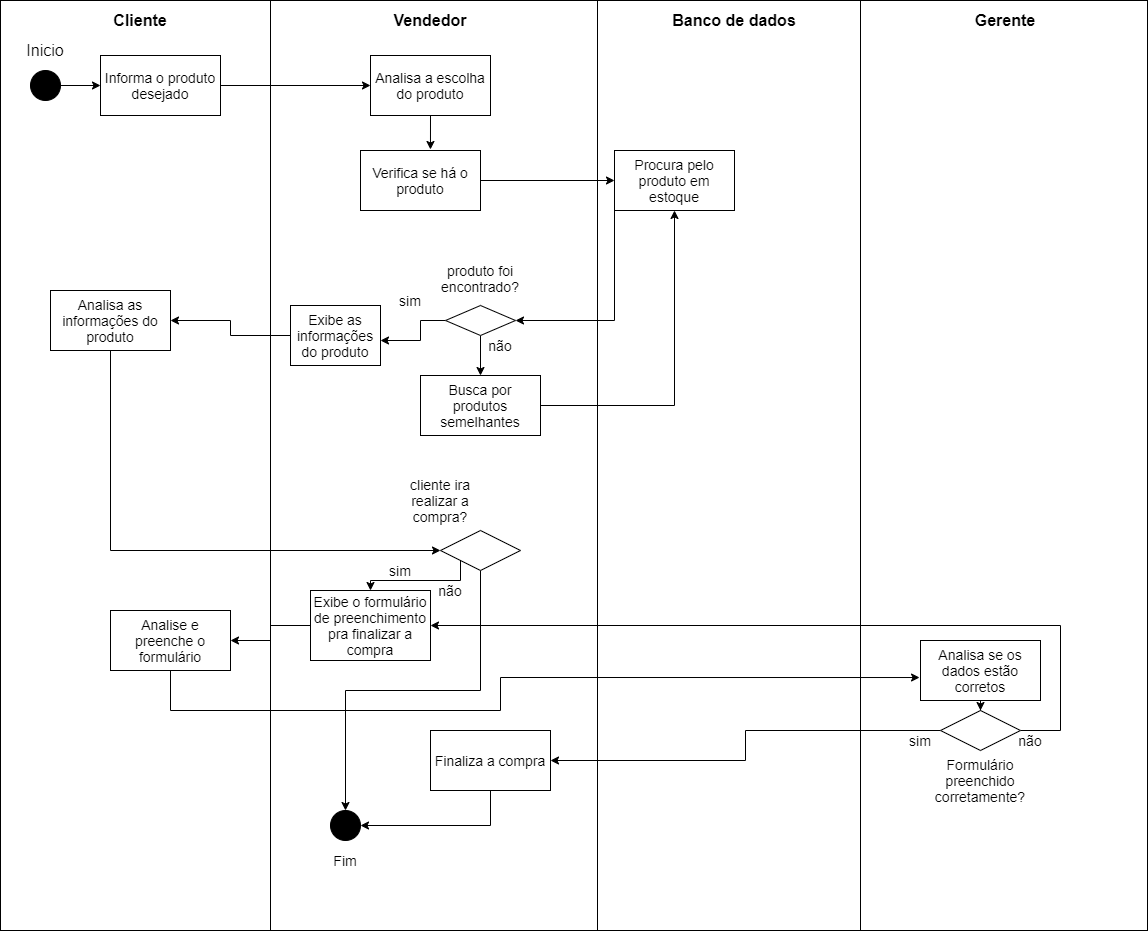 Cliente
Vendedor
Banco de dados
Gerente
Inicio
Informa o produto
desejado
Analisa a escolha
do produto
Verifica se há o
produto
Procura pelo
produto em
estoque
produto foi
encontrado?
sim
não
Analisa as
informações do
produto
Exibe as
informações
do produto
Busca por
produtos
semelhantes
cliente ira
realizar a
compra?
sim
não
Exibe o formulário
de preenchimento
pra finalizar a
compra
Analise e
preenche o
formulário
Analisa se os
dados estão
corretos
sim
não
Formulário
preenchido
corretamente?
Finaliza a compra
Fim